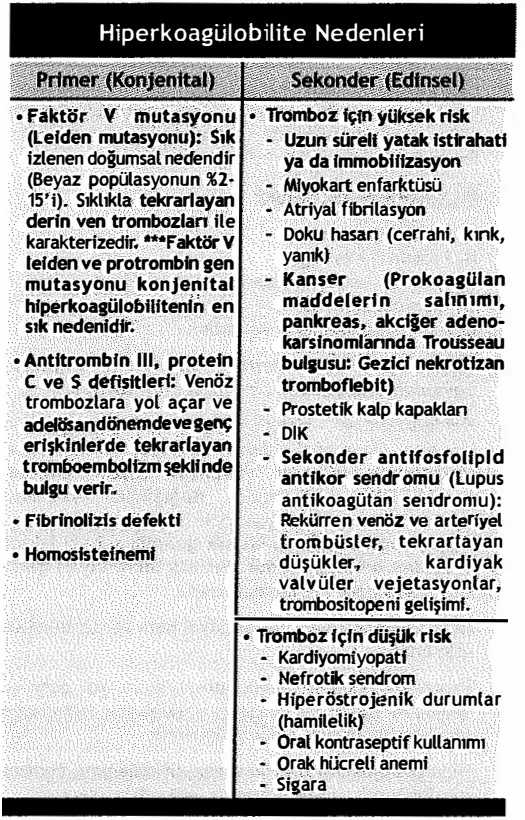 Hiperkoagülobilite Nedenleri
Primer (Konjenital)
• Faktör V mutasyonu
(Leiden mutasyonu): Sık
izlenen doğumsal nedendir
(Beyaz popülasyonun %2-
15'i). Sıklıkla tekrarlayan
derin ven trombozları ile
karakterizedir. ***Faktör V
leiden ve protrombin gen
mutasyonu konjenital
hiperkoagülobilitenin en
sık nedenidir.
• Antitrombin III, protein
C ve S defisitleri: Venöz
trombozlara yol açar ve
adelösan dönemde ve genç
erişkinlerde tekrarlayan
tromboembolizm şeklinde
bulgu verir.
• Fibrinolizis defekti
• Homosisteinemi
Sekonder (Edinsel)
• Tromboz için yüksek risk
- Uzun süreli yatak istirahati
ya da immobilizasyon
- Miyokart enfarktüsü
- Atriyal fibrilasyon
- Doku hasarı (cerrahi, kırık,
yanık)
- Kanser (Prokoagülan
maddelerin salınımı,
pankreas, akciğer adeno-
karsinomlarında Trousseau
bulgusu: Gezici nekrotizan
tromboflebit)
- Prostetik kalp kapakları
- DIK
- Sekonder antifosfolipid
antikor sendromu (Lupus
antikoagülan sendromu):
Rekürren venöz ve arteriyel
trombüsler, tekrarlayan
düşükler, kardiyak
valvüler vejetasyonlar,
trombositopeni gelişimi.
• Tromboz için düşük risk
- Kardiyomiyopati
- Nefrotik sendrom
- Hiperöstrojenik durumlar
(hamilelik)
- Oral kontraseptif kullanımı
- Orak hücreli anemi
- Sigara